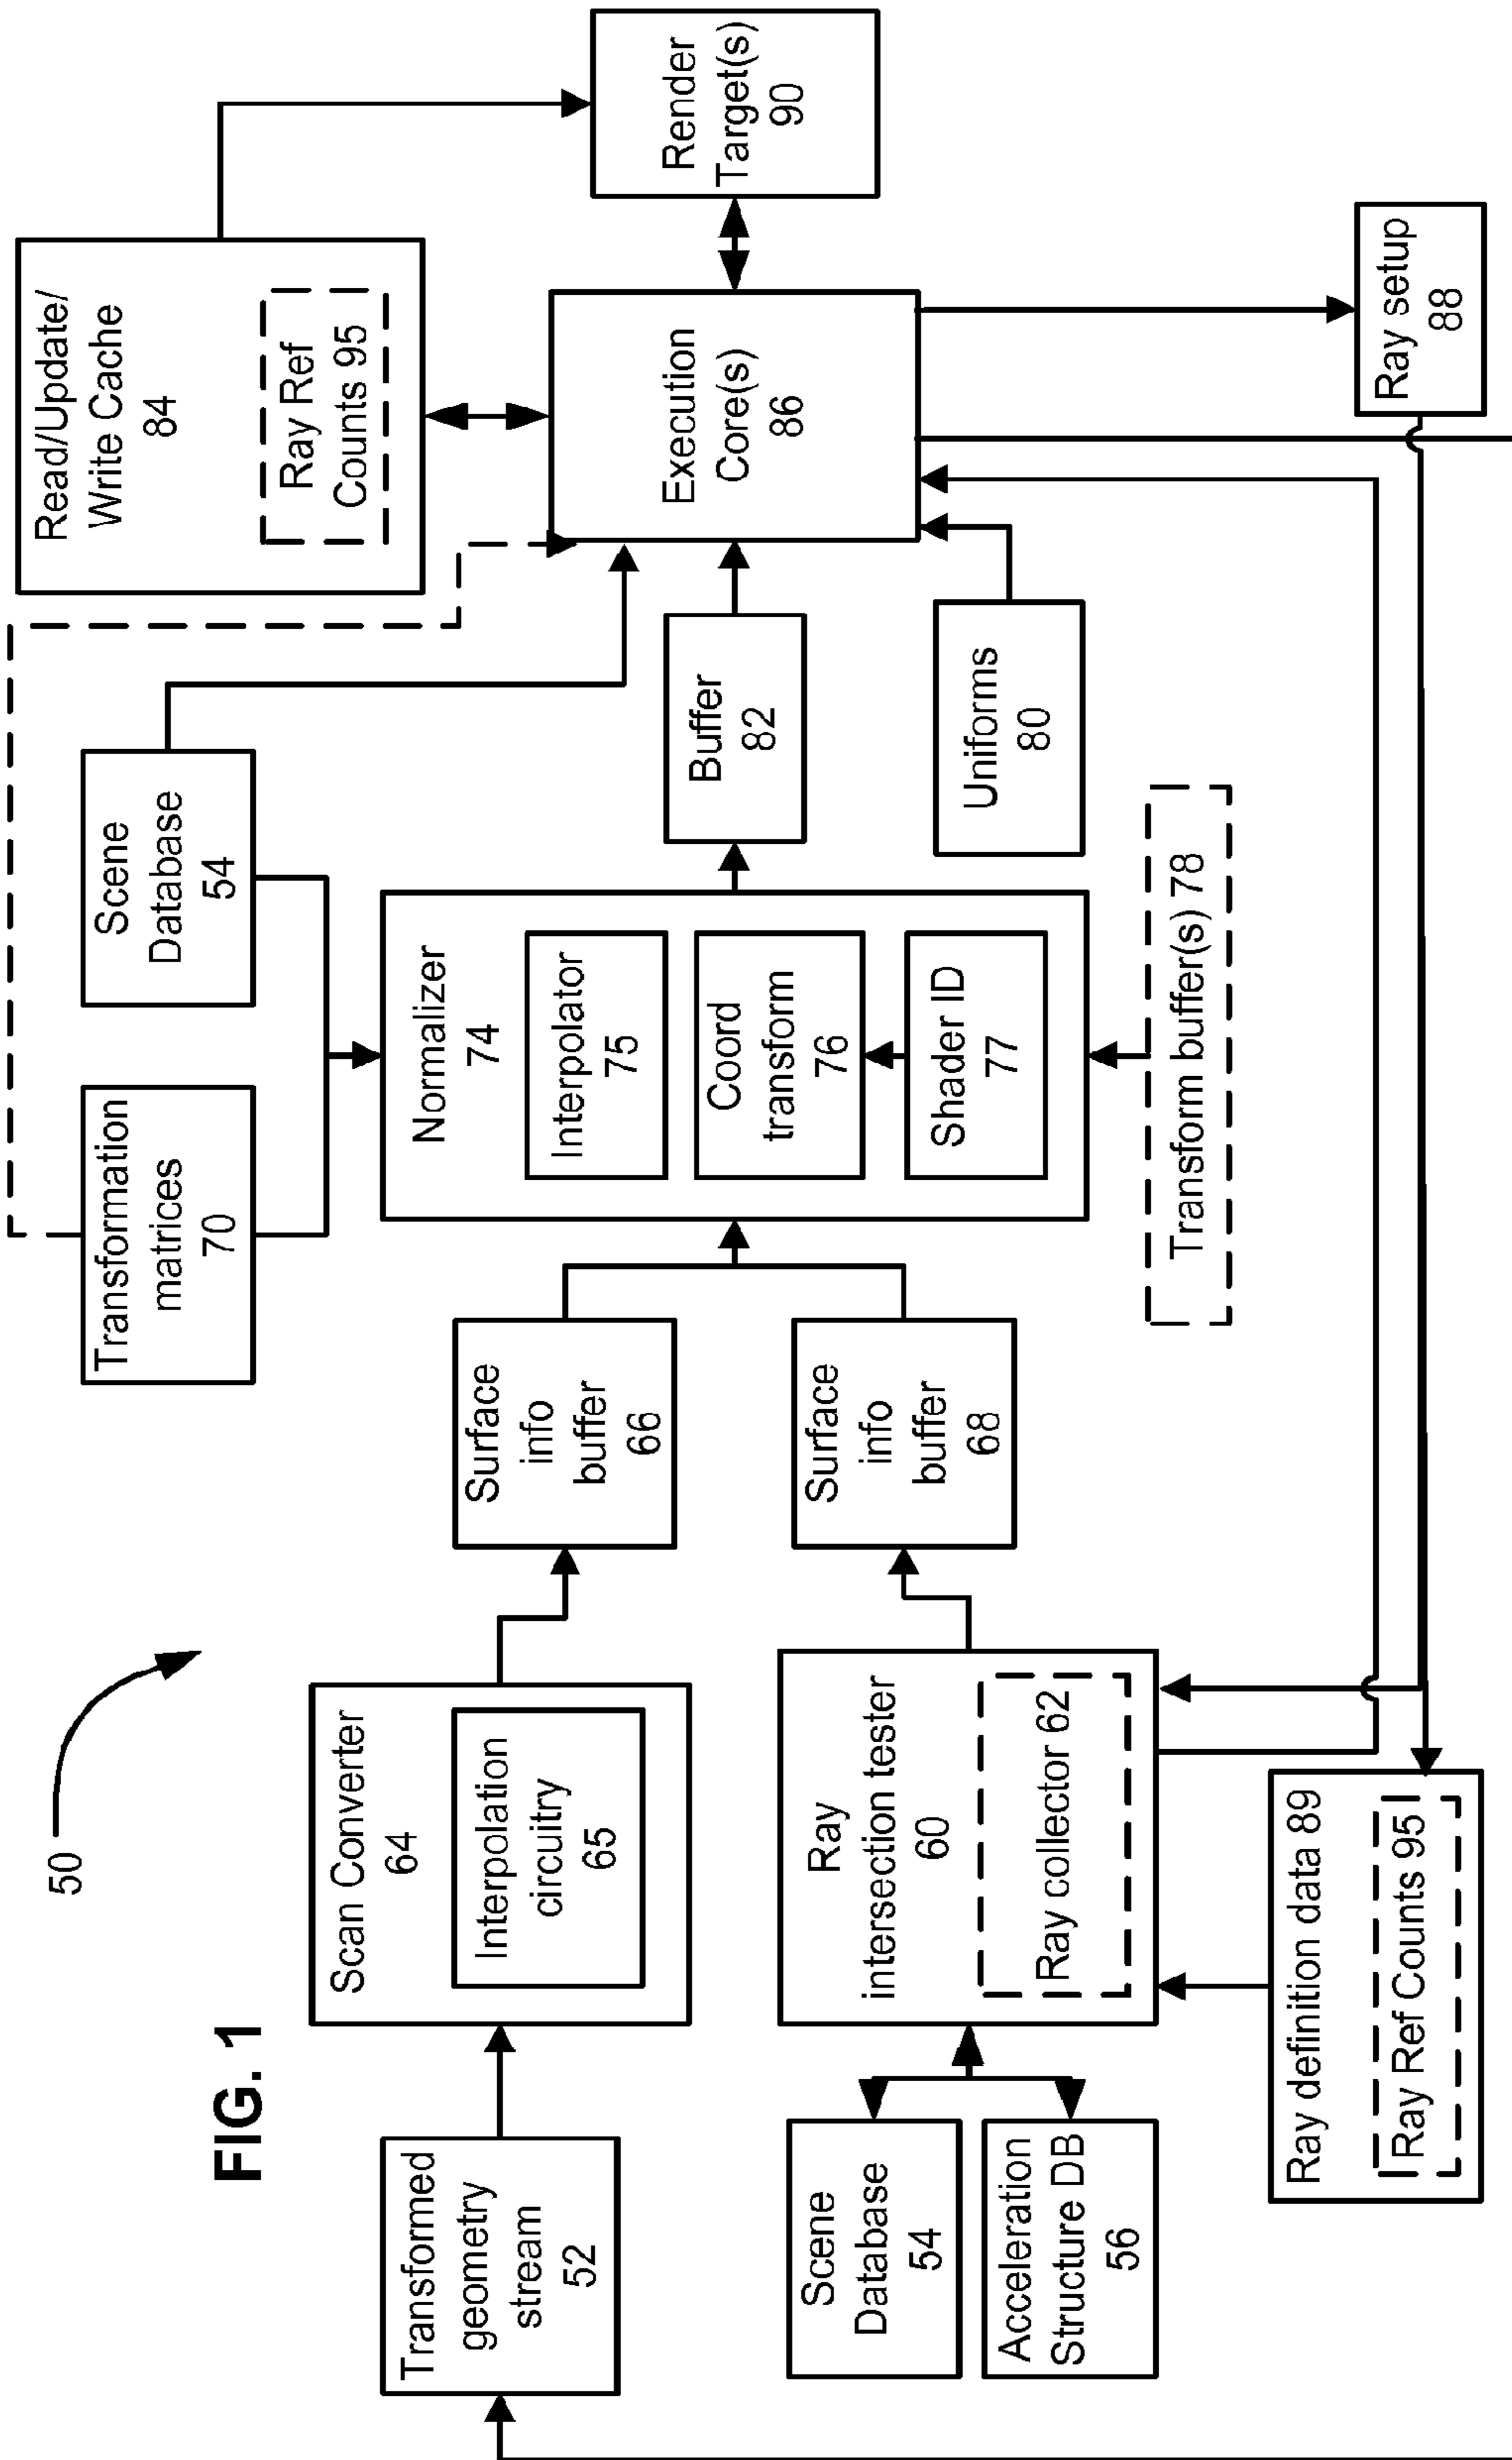 FIG. 1
50
Transformed
geometry
stream
52
Scan Converter
64
Interpolation
circuitry
65
Surface
info
buffer
66
Transformation
matrices
70
Scene
Database
54
Read/Update/
Write Cache
84
Ray Ref
Counts 95
Scene
Database
54
Acceleration
Structure DB
56
Ray
intersection tester
60
Ray collector 62
Surface
info
buffer
68
Normalizer
74
Interpolator
75
Coord
transform
76
Shader ID
77
Buffer
82
Execution
Core(s)
86
Render
Target(s)
90
Uniforms
80
Transform buffer(s) 78
Ray definition data 89
Ray Ref Counts 95
Ray setup
88